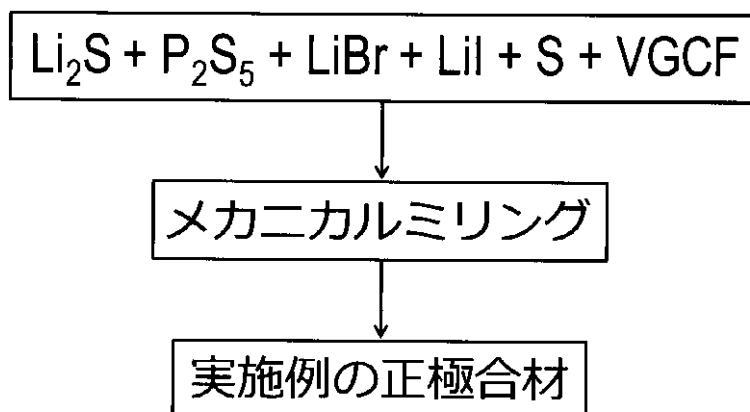 Li₂S + P₂S₅ + LiBr + LiI + S + VGCF
メカニカルミリング
実施例の正極合材